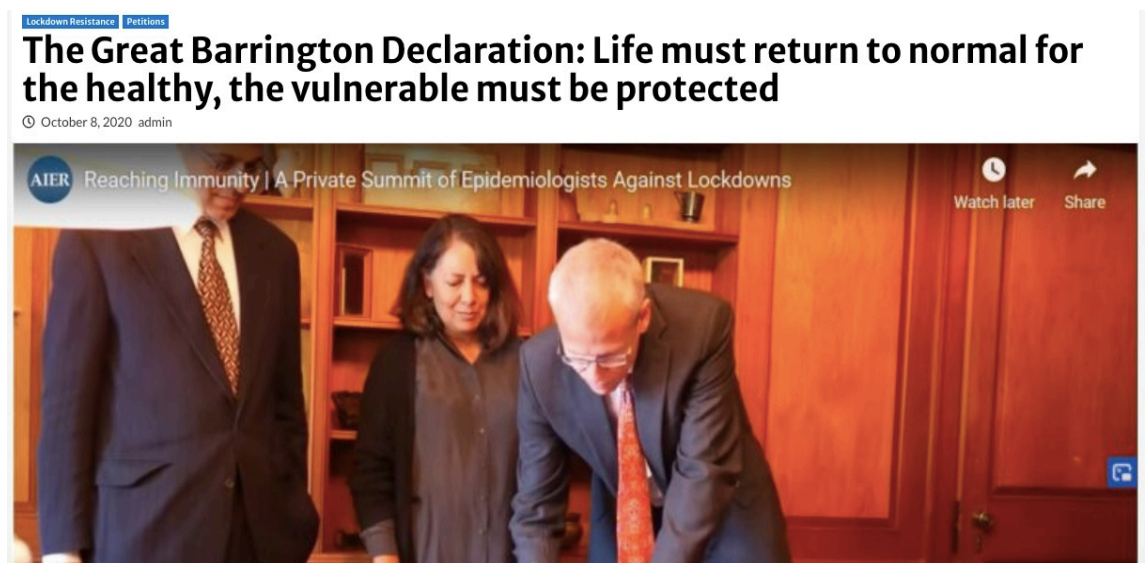 Lockdown Resistance Petitions
The Great Barrington Declaration: Life must return to normal for
the healthy, the vulnerable must be protected
October 8, 2020 admin
AIER Reaching Immunity | A Private Summit of Epidemiologists Against Lockdowns
Watch later Share